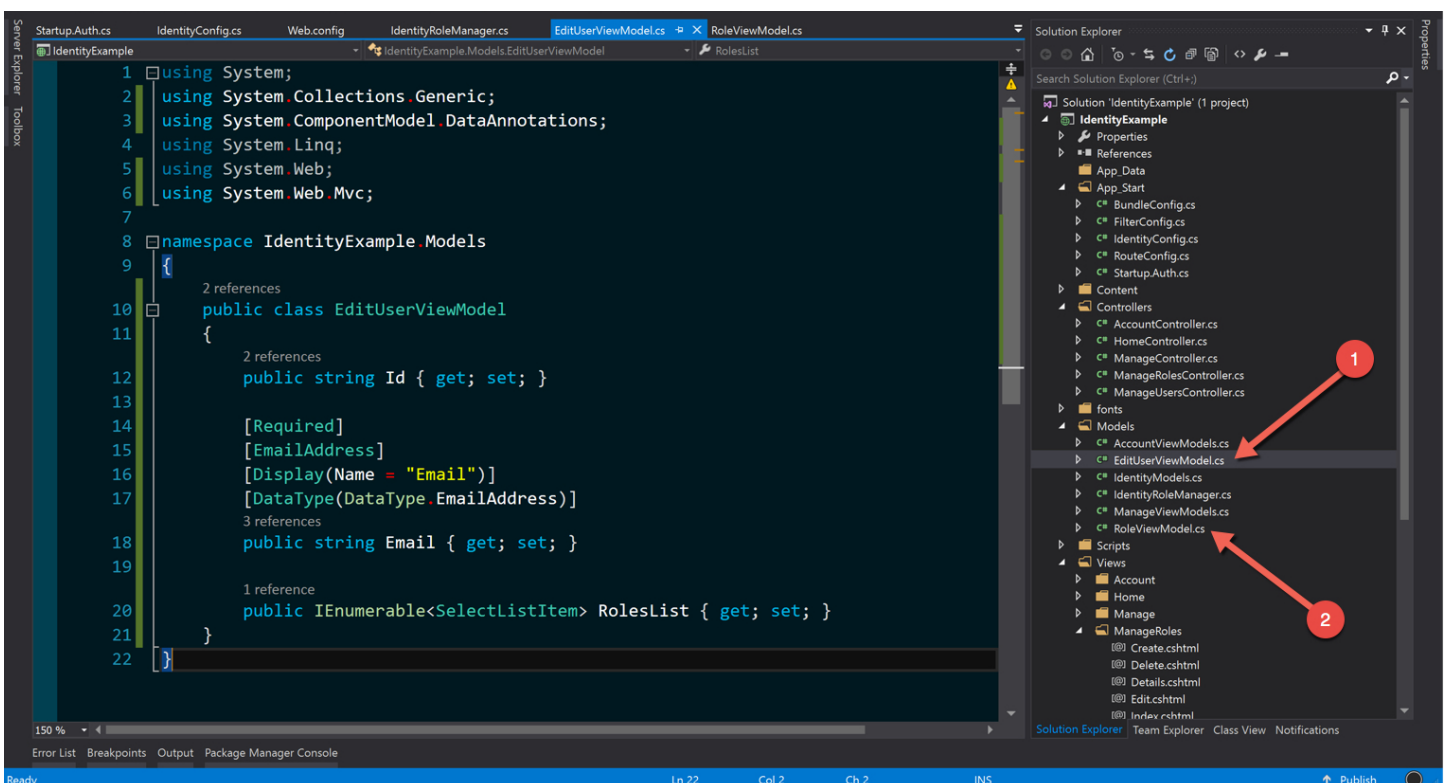 Server Explorer
Toolbox
Startup.Auth.cs IdentityConfig.cs Web.config IdentityRoleManager.cs EditUserViewModel.cs RoleViewModel.cs
IdentityExample IdentityExample.Models.EditUserViewModel RolesList
1 using System;
2 using System.Collections.Generic;
3 using System.ComponentModel.DataAnnotations;
4 using System.Linq;
5 using System.Web;
6 using System.Web.Mvc;
7
8 namespace IdentityExample.Models
9 {
2 references
10 public class EditUserViewModel
11 {
2 references
12 public string Id { get; set; }
13
14 [Required]
15 [EmailAddress]
16 [Display(Name = "Email")]
17 [DataType(DataType.EmailAddress)]
3 references
18 public string Email { get; set; }
19
1 reference
20 public IEnumerable<SelectListItem> RolesList { get; set; }
21 }
22 }
150 %
Error List Breakpoints Output Package Manager Console
Ready Ln 22 Col 2 Ch 2 INS Publish
Solution Explorer
Search Solution Explorer (Ctrl+;)
Solution 'IdentityExample' (1 project)
IdentityExample
Properties
References
App_Data
App_Start
C# BundleConfig.cs
C# FilterConfig.cs
C# IdentityConfig.cs
C# RouteConfig.cs
C# Startup.Auth.cs
Content
Controllers
C# AccountController.cs
C# HomeController.cs
C# ManageController.cs
C# ManageRolesController.cs
C# ManageUsersController.cs
fonts
Models
C# AccountViewModels.cs
C# EditUserViewModel.cs
C# IdentityModels.cs
C# IdentityRoleManager.cs
C# ManageViewModels.cs
C# RoleViewModel.cs
Scripts
Views
Account
Home
Manage
ManageRoles
[@] Create.cshtml
[@] Delete.cshtml
[@] Details.cshtml
[@] Edit.cshtml
[@] Index.cshtml
1
2
Solution Explorer Team Explorer Class View Notifications
Properties